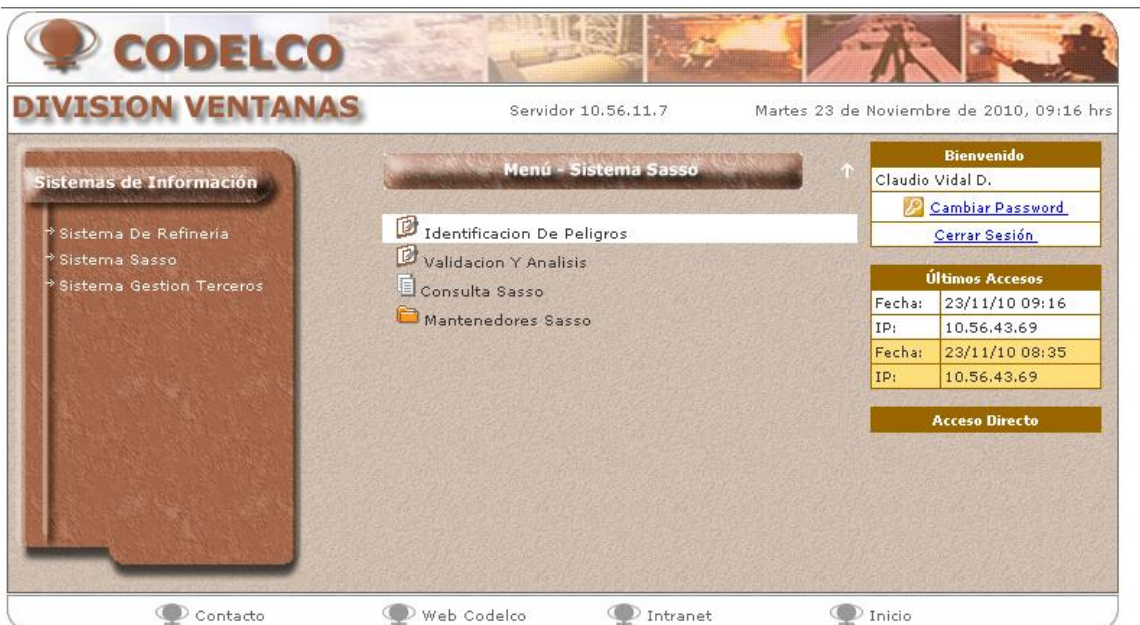 CODELCO
DIVISION VENTANAS
Servidor 10.56.11.7
Martes 23 de Noviembre de 2010, 09:16 hrs
Sistemas de Información
Sistema De Refineria
Sistema Sasso
Sistema Gestion Terceros
Menú - Sistema Sasso
Identificacion De Peligros
Validacion Y Analisis
Consulta Sasso
Mantenedores Sasso
Bienvenido
Claudio Vidal D.
Cambiar Password
Cerrar Sesión
Últimos Accesos
Fecha: 23/11/10 09:16
IP: 10.56.43.69
Fecha: 23/11/10 08:35
IP: 10.56.43.69
Acceso Directo
Contacto Web Codelco Intranet Inicio